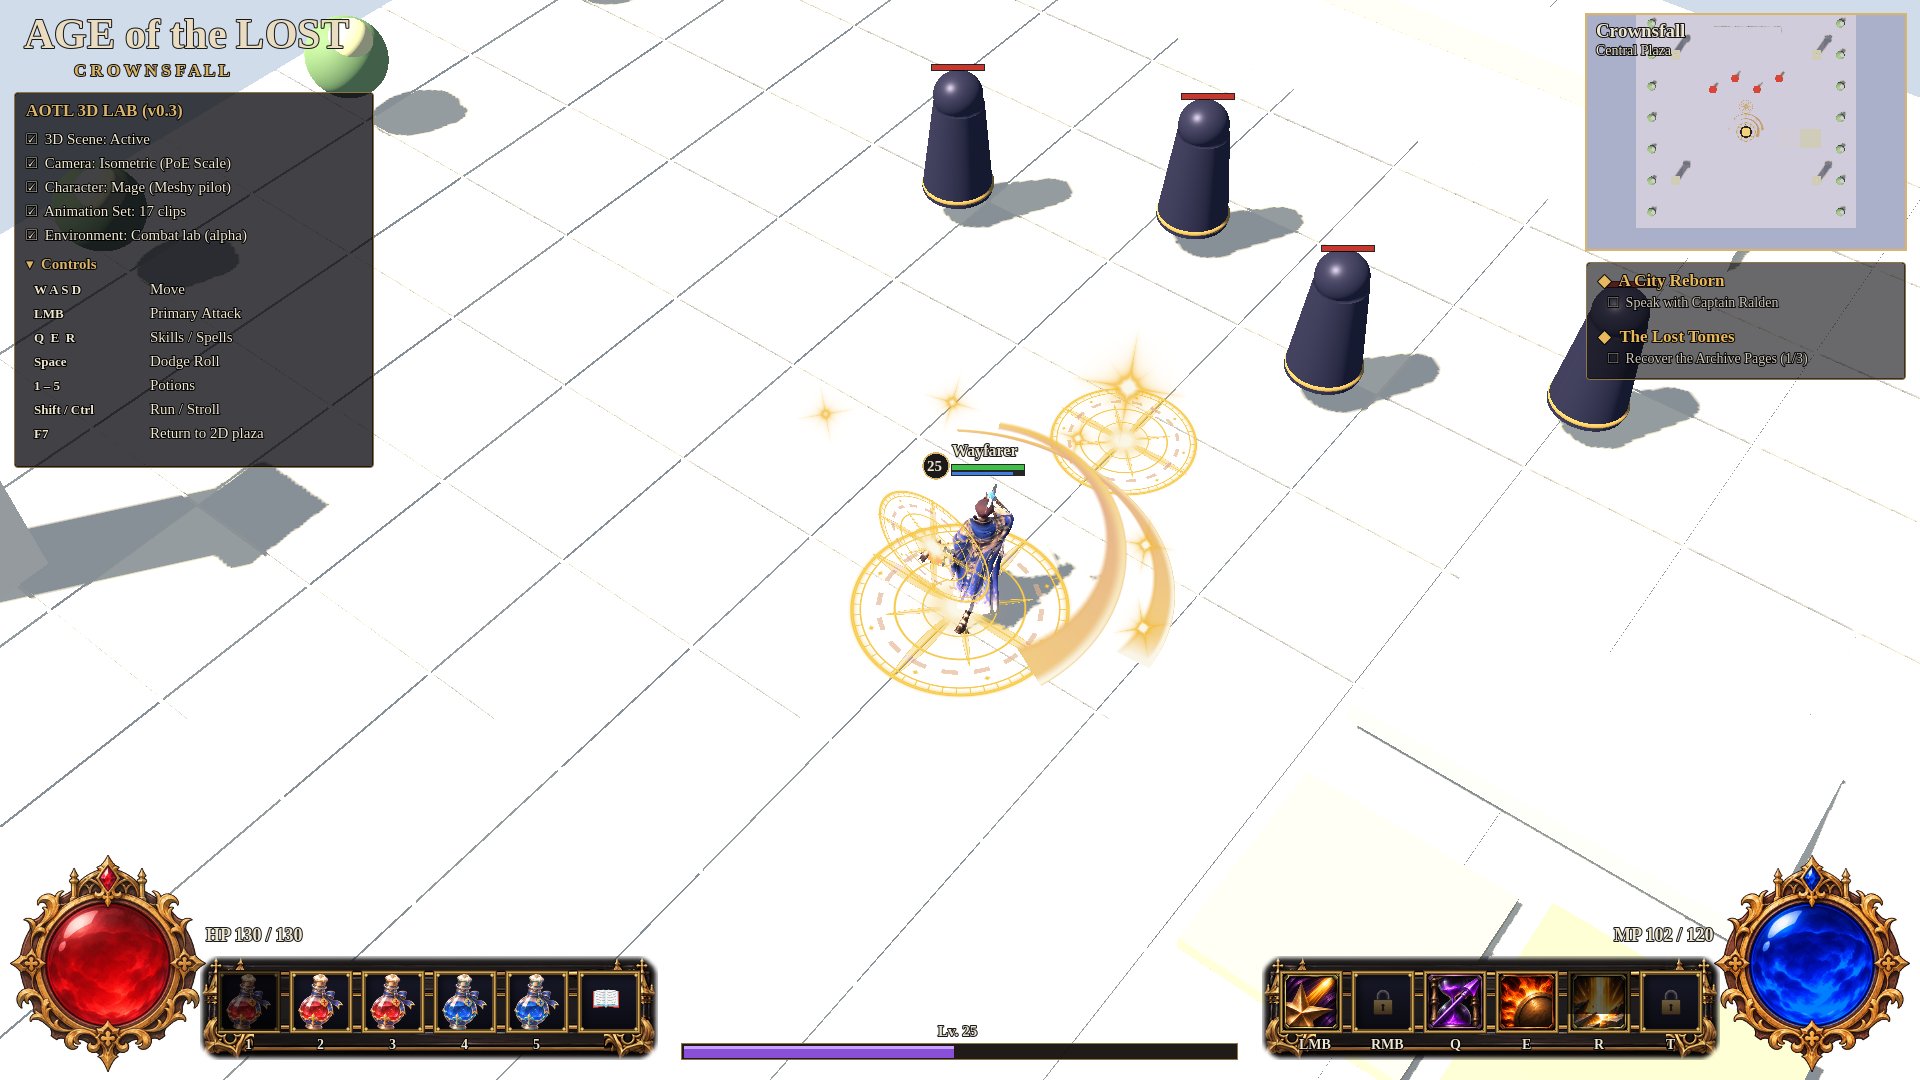 AGE of the LOST
CROWNSFALL
AOTL 3D LAB (v0.3)
☑ 3D Scene: Active
☑ Camera: Isometric (PoE Scale)
☑ Character: Mage (Meshy pilot)
☑ Animation Set: 17 clips
☑ Environment: Combat lab (alpha)
▼ Controls
W A S D Move
LMB Primary Attack
Q E R Skills / Spells
Space Dodge Roll
1 – 5 Potions
Shift / Ctrl Run / Stroll
F7 Return to 2D plaza
Crownsfall
Central Plaza
◆ A City Reborn
☐ Speak with Captain Ralden
◆ The Lost Tomes
☐ Recover the Archive Pages (1/3)
Wayfarer
25
HP 130 / 130
MP 102 / 120
1 2 3 4 5
Lv. 25
LMB RMB Q E R T